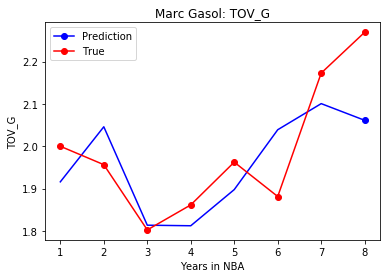 Marc Gasol: TOV_G
Prediction
True
TOV_G
2.2
2.1
2.0
1.9
1.8
1 2 3 4 5 6 7 8
Years in NBA